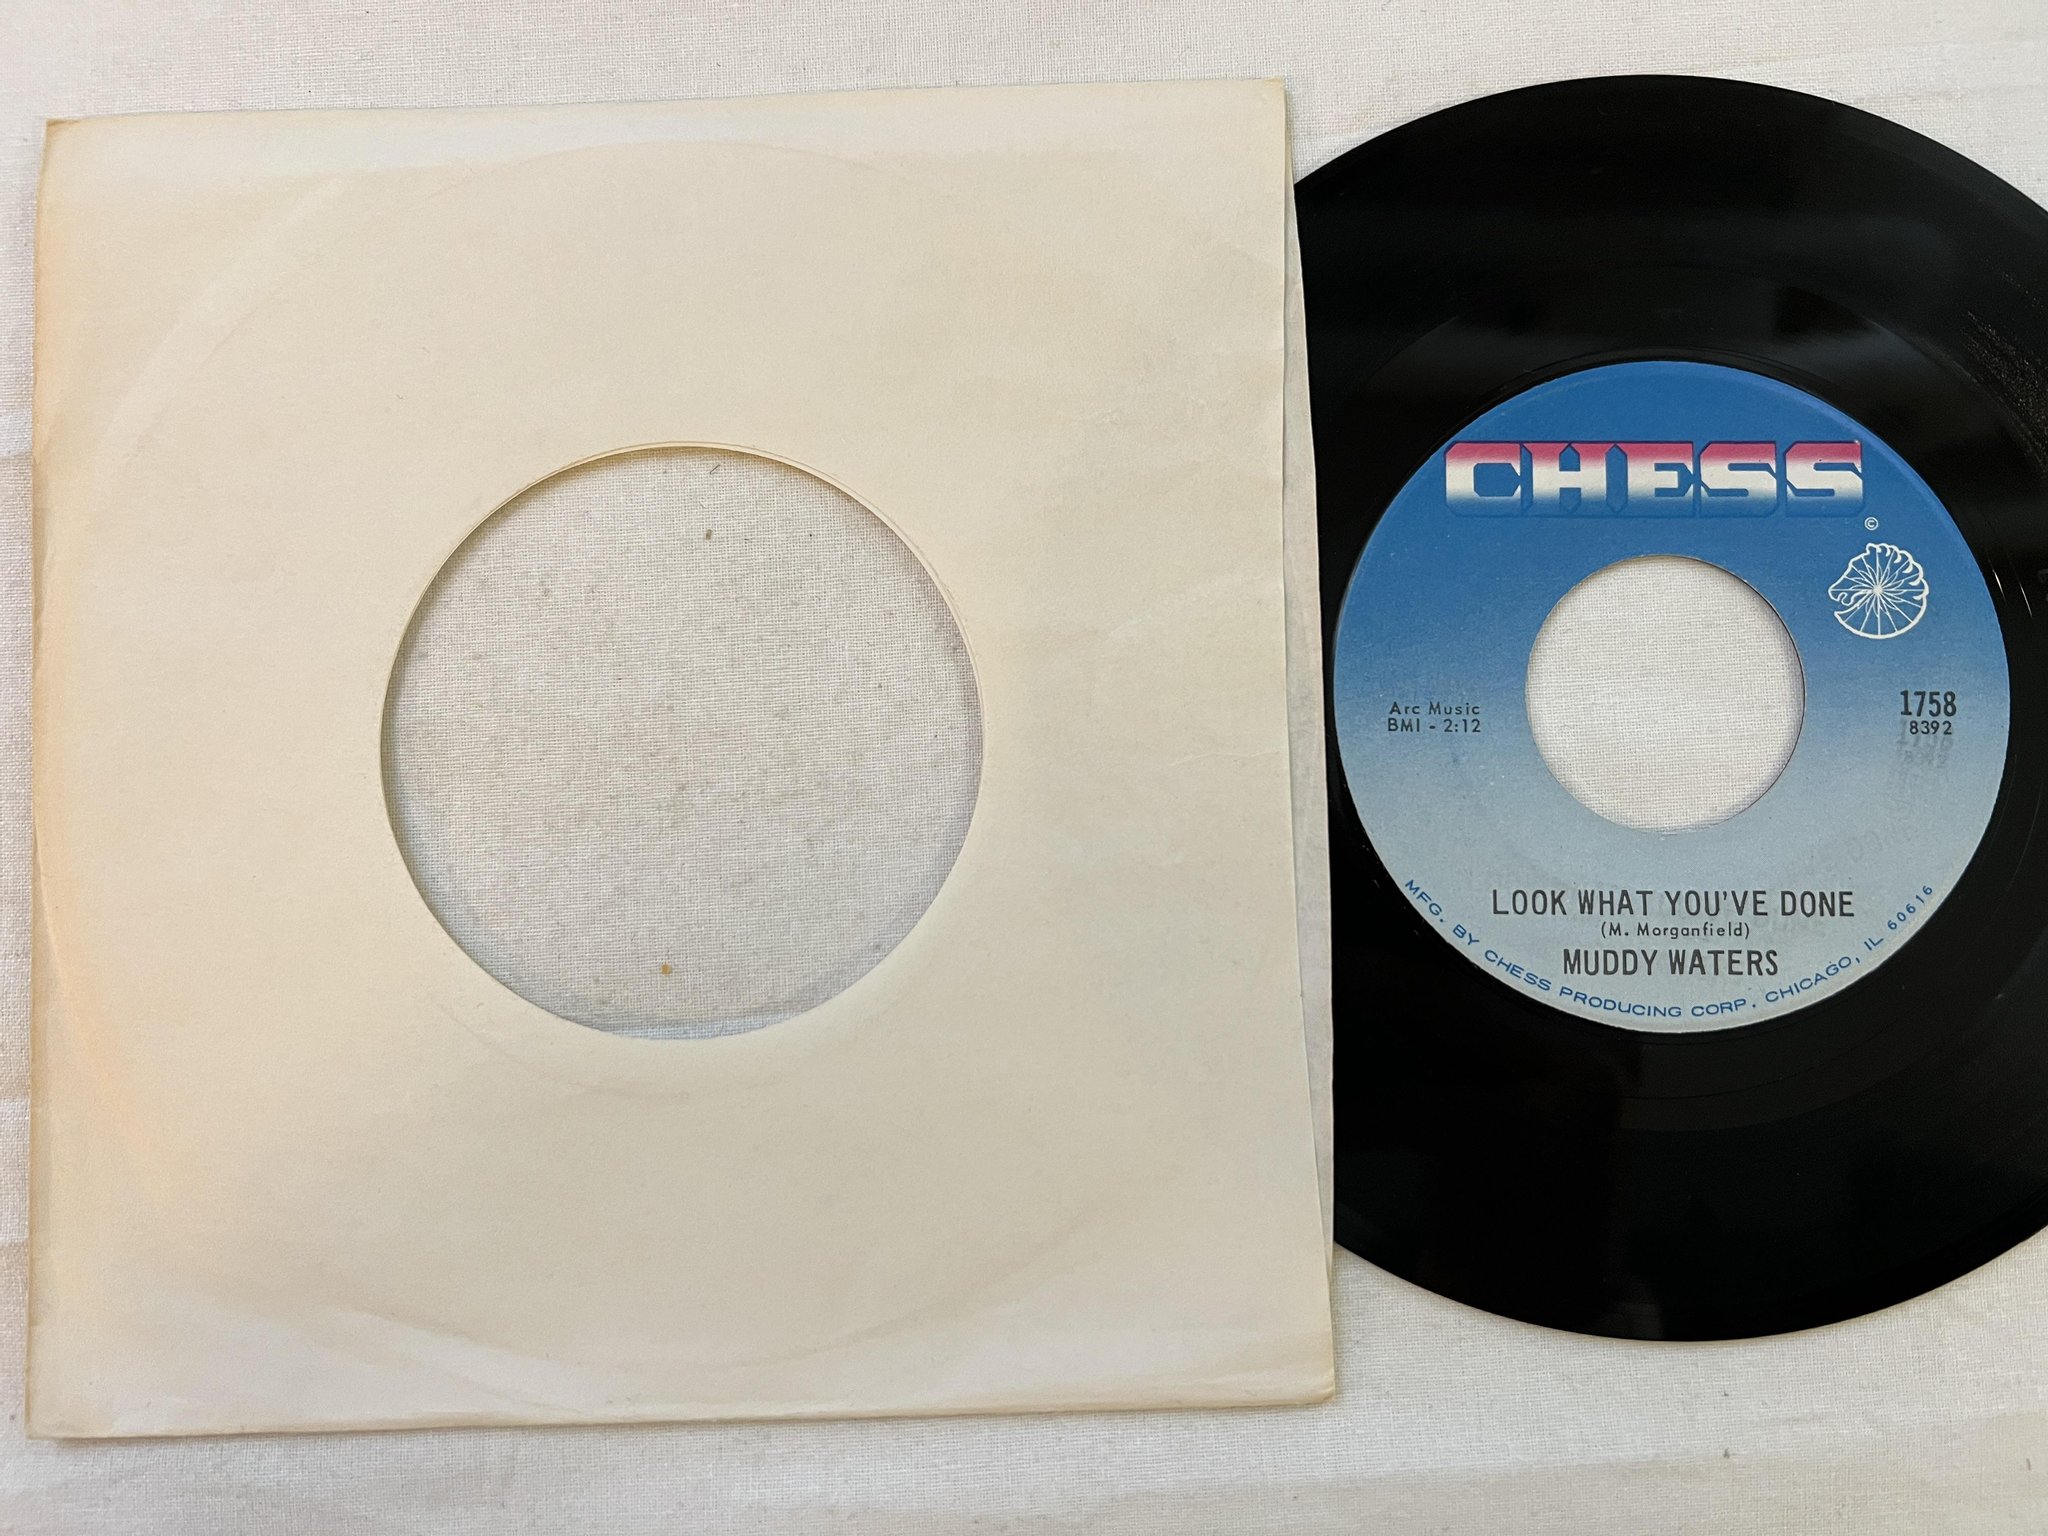 CHESS
©
Arc Music
BMI - 2:12
1758
8392
LOOK WHAT YOU'VE DONE
(M. Morganfield)
MUDDY WATERS
MFG. BY CHESS PRODUCING CORP. CHICAGO, IL 60616